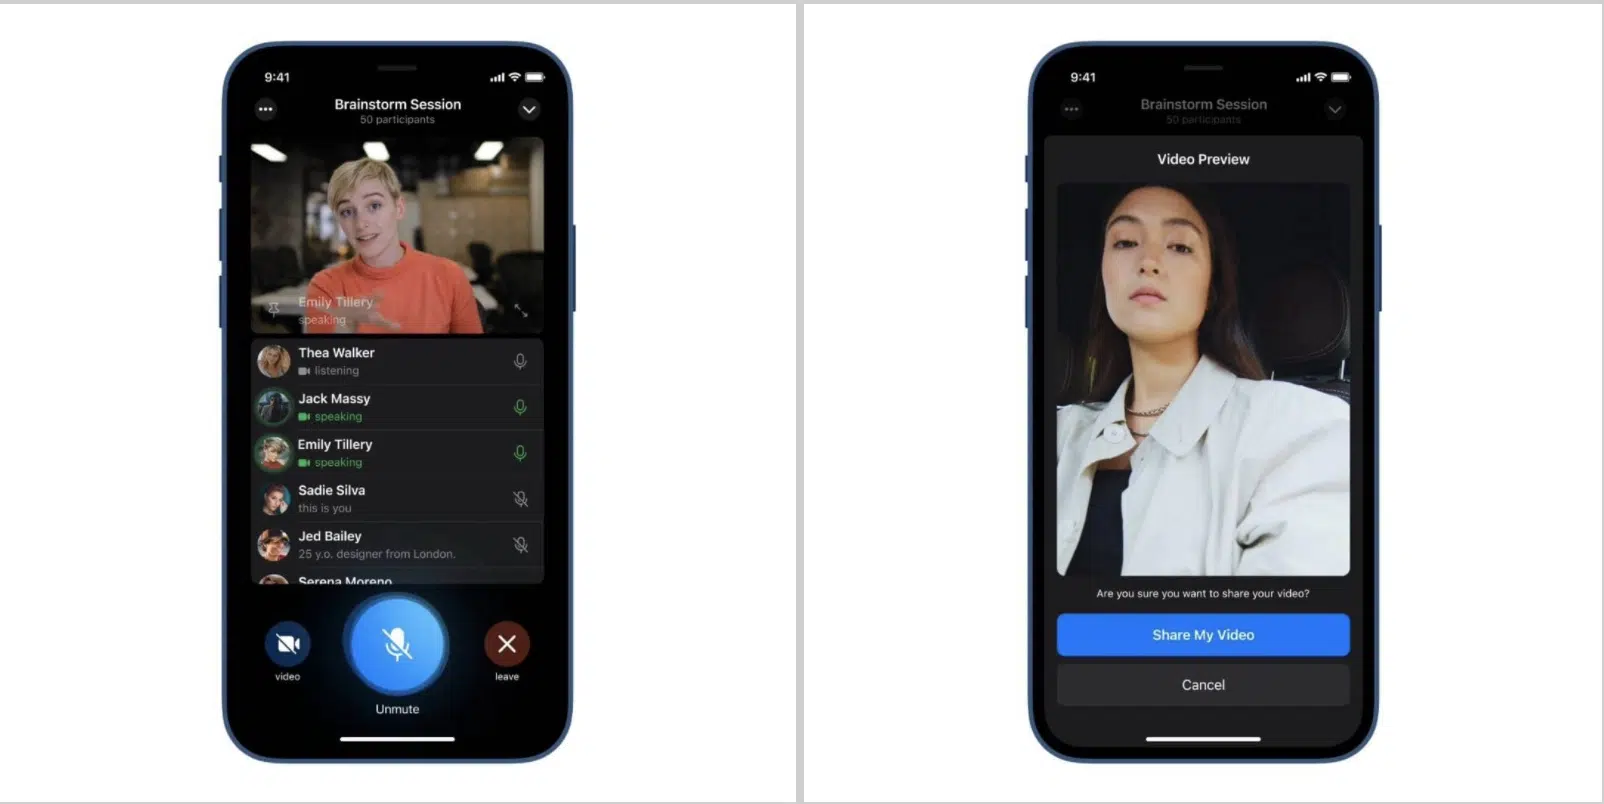 9:41
Brainstorm Session
50 participants
Emily Tillery
speaking
Thea Walker
listening
Jack Massy
speaking
Emily Tillery
speaking
Sadie Silva
this is you
Jed Bailey
25 y.o. designer from London.
Serena Moreno
video
leave
Unmute
9:41
Brainstorm Session
50 participants
Video Preview
Are you sure you want to share your video?
Share My Video
Cancel